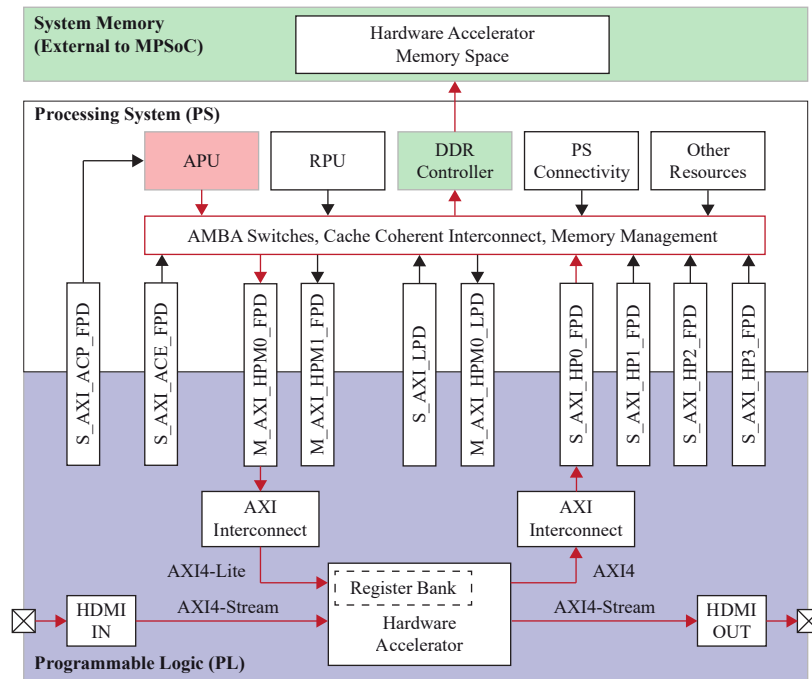 System Memory
(External to MPSoC)
Hardware Accelerator
Memory Space
Processing System (PS)
APU
RPU
DDR
Controller
PS
Connectivity
Other
Resources
AMBA Switches, Cache Coherent Interconnect, Memory Management
S_AXI_ACP_FPD
S_AXI_ACE_FPD
M_AXI_HPM0_FPD
M_AXI_HPM1_FPD
S_AXI_LPD
M_AXI_HPM0_LPD
S_AXI_HP0_FPD
S_AXI_HP1_FPD
S_AXI_HP2_FPD
S_AXI_HP3_FPD
AXI
Interconnect
AXI
Interconnect
AXI4-Lite
Register Bank
AXI4
HDMI
IN
AXI4-Stream
Hardware
Accelerator
AXI4-Stream
HDMI
OUT
Programmable Logic (PL)